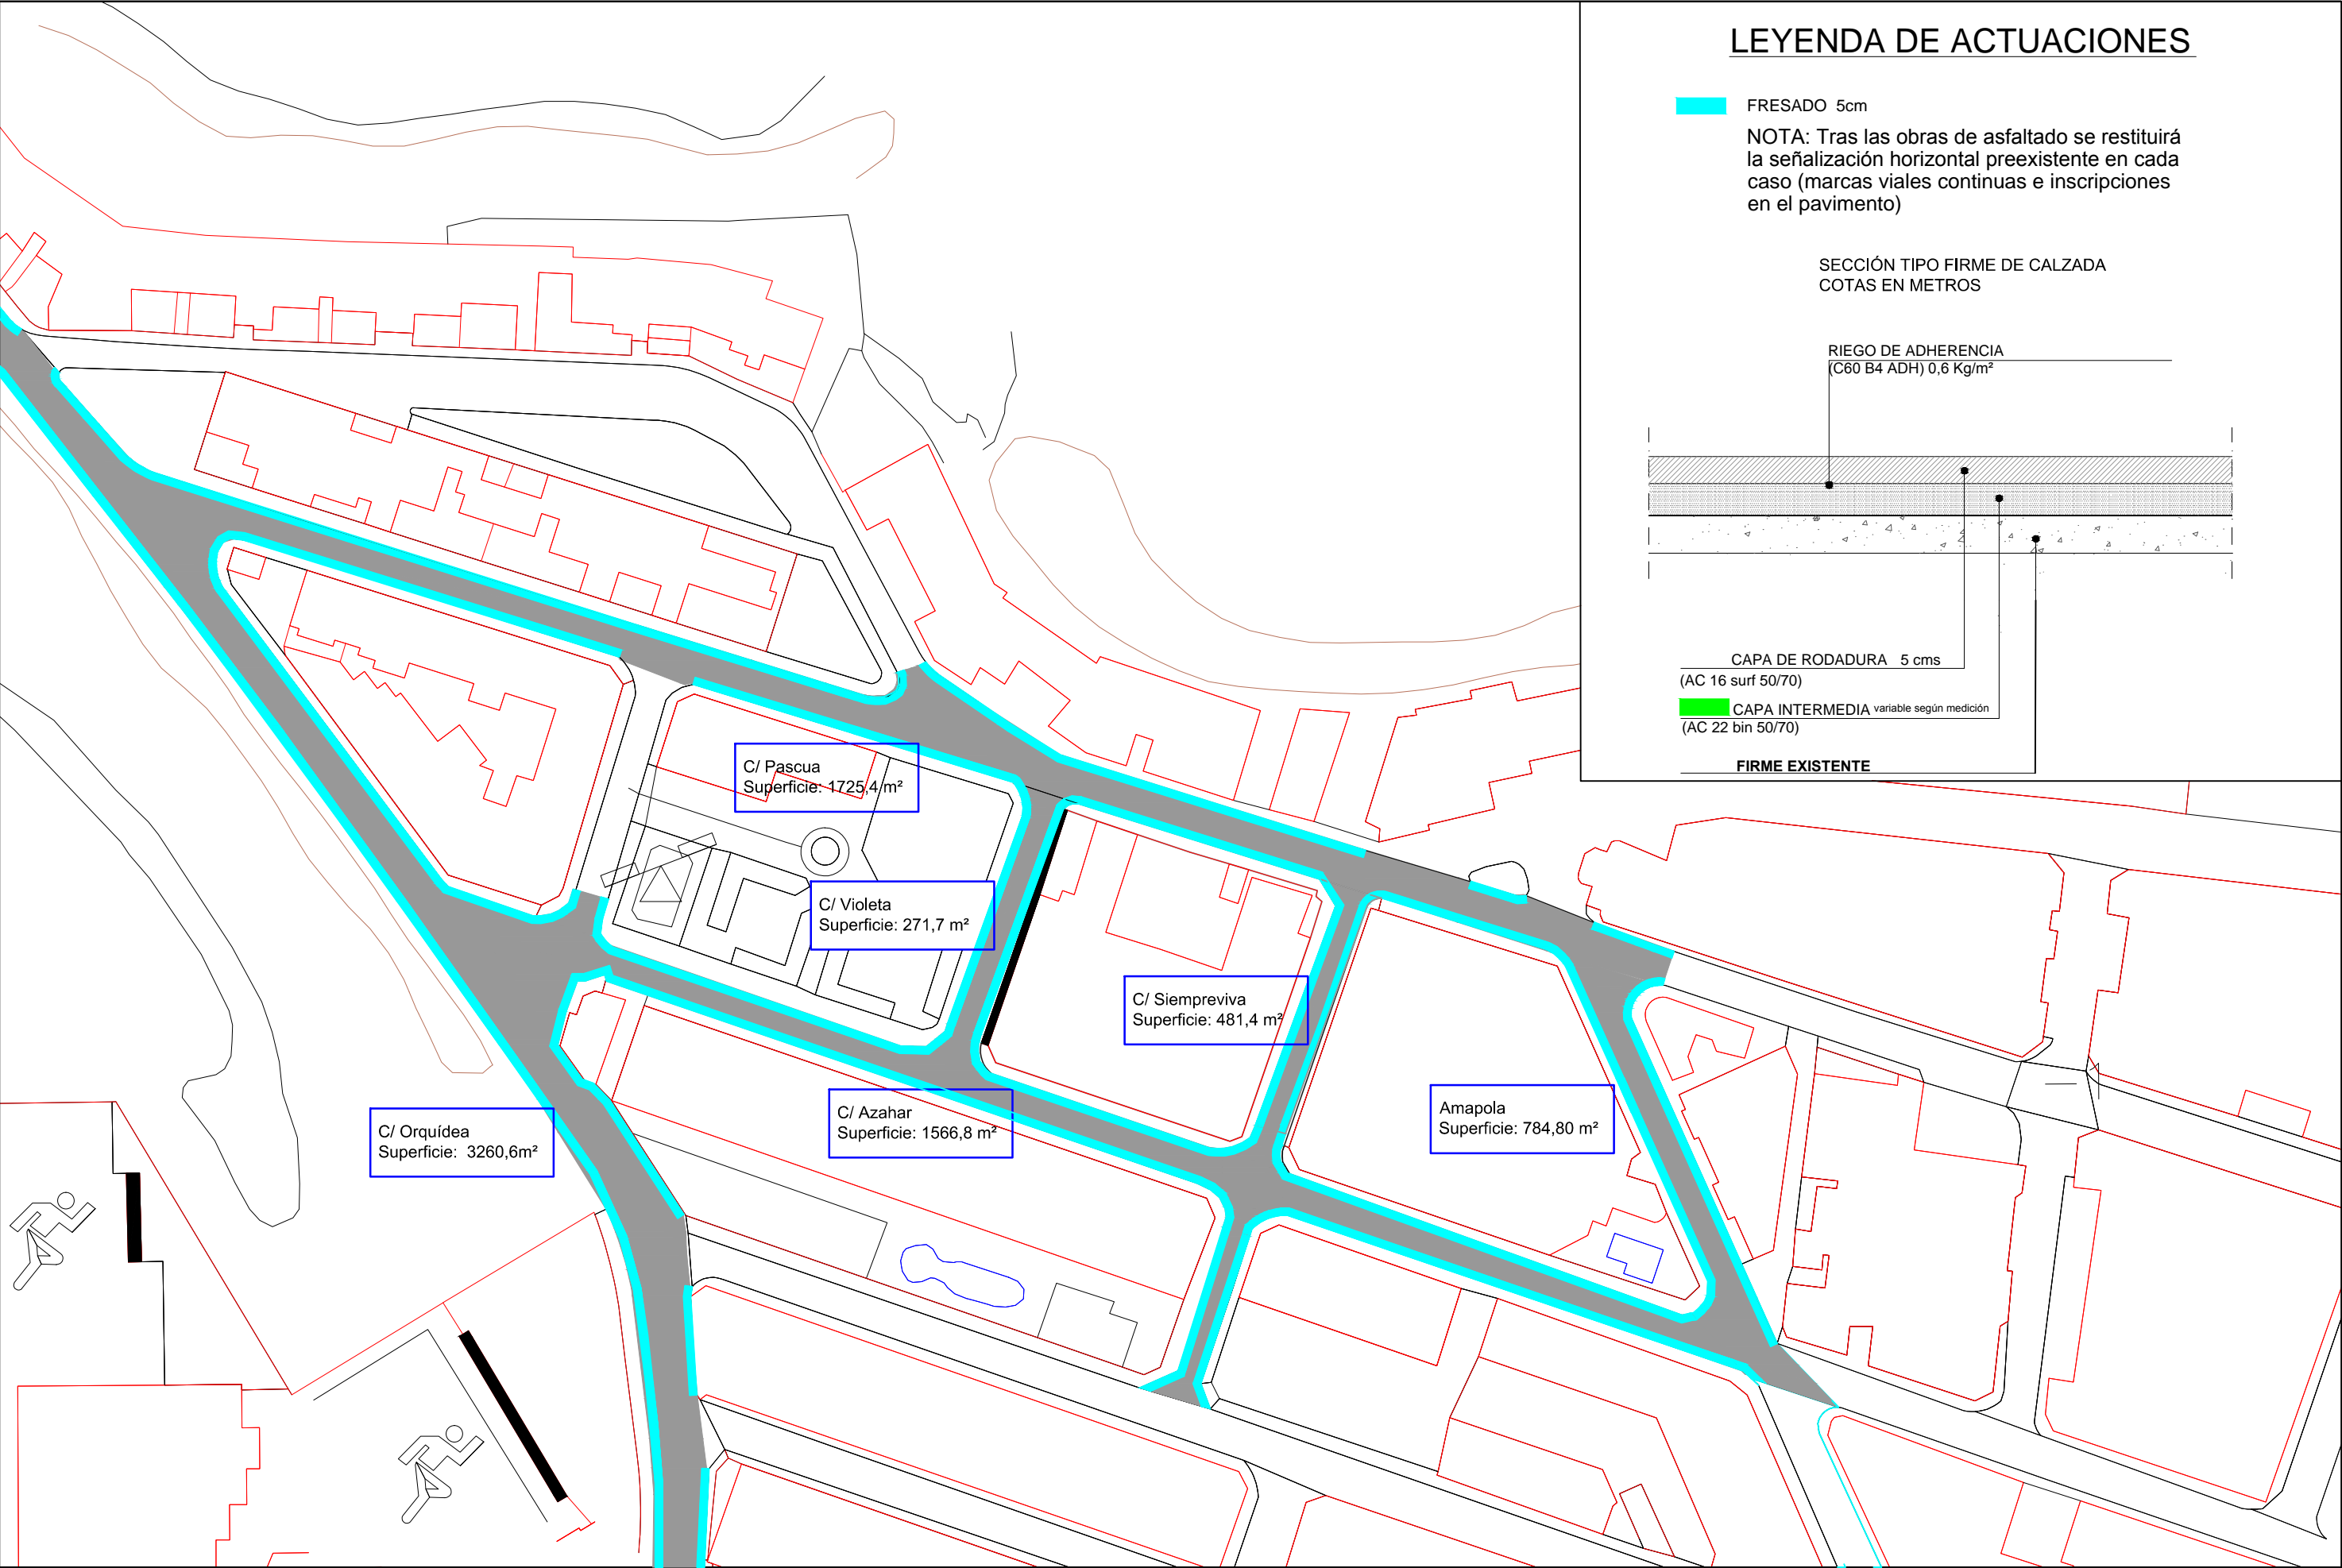 LEYENDA DE ACTUACIONES
FRESADO 5cm
NOTA: Tras las obras de asfaltado se restituirá
la señalización horizontal preexistente en cada
caso (marcas viales continuas e inscripciones
en el pavimento)
SECCIÓN TIPO FIRME DE CALZADA
COTAS EN METROS
RIEGO DE ADHERENCIA
(C60 B4 ADH) 0,6 Kg/m²
CAPA DE RODADURA 5 cms
(AC 16 surf 50/70)
CAPA INTERMEDIA variable según medición
(AC 22 bin 50/70)
FIRME EXISTENTE
C/ Pascua
Superficie: 1725,4 m²
C/ Violeta
Superficie: 271,7 m²
C/ Siempreviva
Superficie: 481,4 m²
C/ Azahar
Superficie: 1566,8 m²
Amapola
Superficie: 784,80 m²
C/ Orquídea
Superficie: 3260,6m²